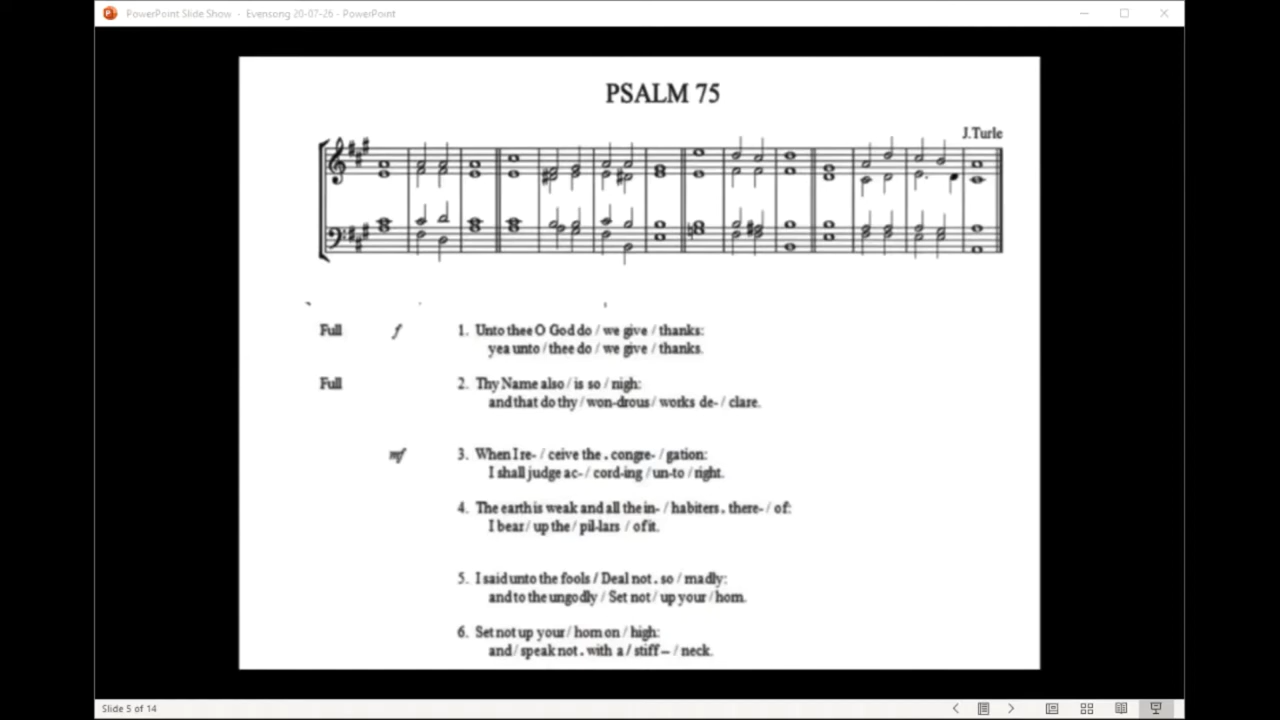 PowerPoint Slide Show - Evensong 20-07-26 - PowerPoint
PSALM 75
J.Turle
Full f 1. Unto thee O God do / we give / thanks:
yea unto / thee do / we give / thanks.
Full 2. Thy Name also / is so / nigh:
and that do thy / won-drous / works de- / clare.
mf 3. When I re- / ceive the . congre- / gation:
I shall judge ac- / cord-ing / un-to / right.
4. The earth is weak and all the in- / habiters . there- / of:
I bear / up the / pil-lars / of it.
5. I said unto the fools / Deal not . so / madly:
and to the ungodly / Set not / up your / horn.
6. Set not up your / horn on / high:
and / speak not . with a / stiff – / neck.
Slide 5 of 14